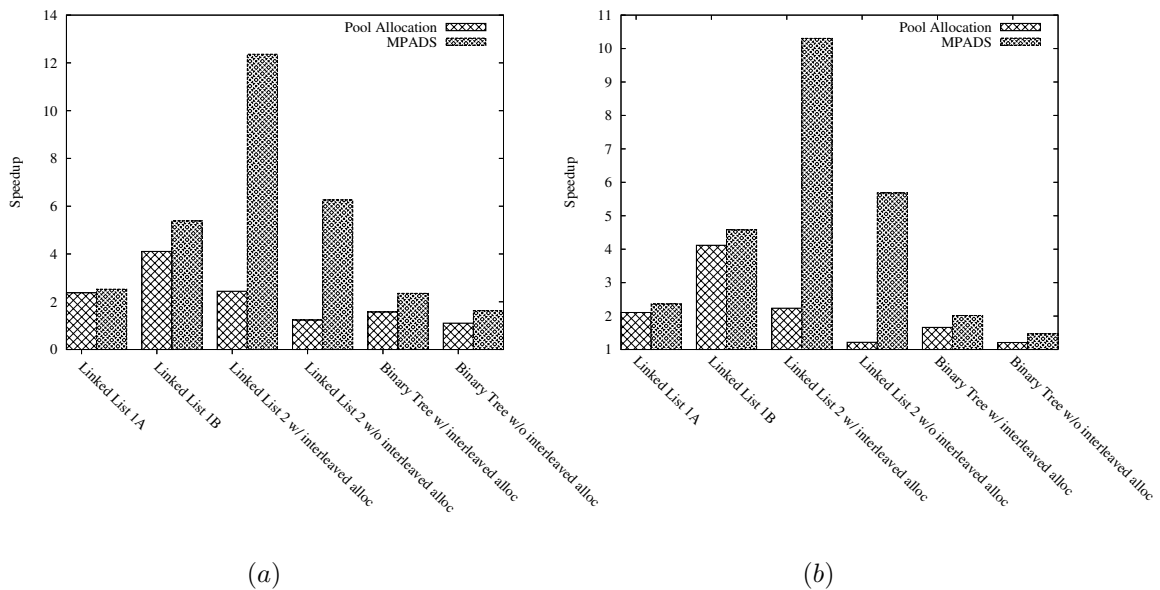 14
12
10
8
6
4
2
0
Speedup
Pool Allocation
MPADS
Linked List 1A
Linked List 1B
Linked List 2 w/ interleaved alloc
Linked List 2 w/o interleaved alloc
Binary Tree w/ interleaved alloc
Binary Tree w/o interleaved alloc
(a)
11
10
9
8
7
6
5
4
3
2
1
Speedup
Pool Allocation
MPADS
Linked List 1A
Linked List 1B
Linked List 2 w/ interleaved alloc
Linked List 2 w/o interleaved alloc
Binary Tree w/ interleaved alloc
Binary Tree w/o interleaved alloc
(b)